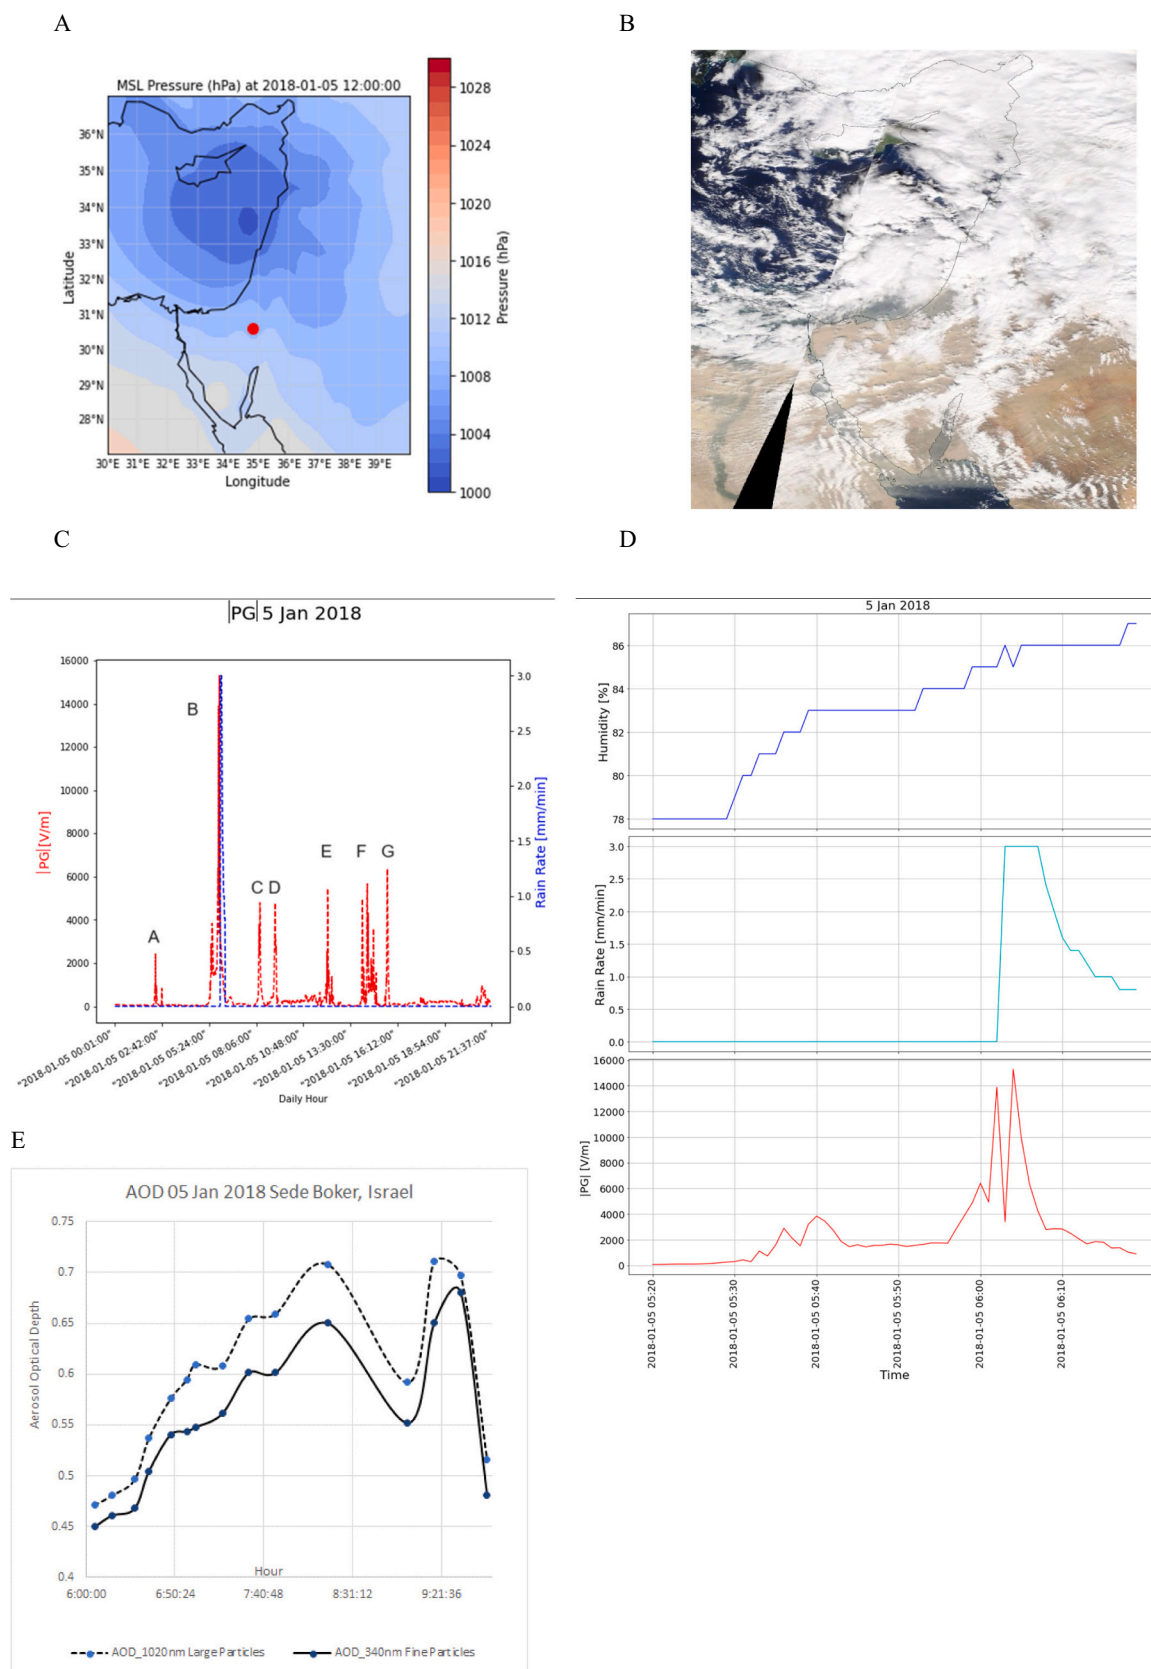 A
B
MSL Pressure (hPa) at 2018-01-05 12:00:00
36°N
35°N
34°N
33°N
32°N
31°N
30°N
29°N
28°N
Latitude
30°E 31°E 32°E 33°E 34°E 35°E 36°E 37°E 38°E 39°E
Longitude
1028
1024
1020
1016
1012
1008
1004
1000
Pressure (hPa)
C
D
|PG| 5 Jan 2018
16000
14000
12000
10000
8000
6000
4000
2000
0
|PG|[V/m]
A
B
C D
E
F
G
3.0
2.5
2.0
1.5
1.0
0.5
0.0
Rain Rate [mm/min]
"2018-01-05 00:01:00"
"2018-01-05 02:42:00"
"2018-01-05 05:24:00"
"2018-01-05 08:06:00"
"2018-01-05 10:48:00"
"2018-01-05 13:30:00"
"2018-01-05 16:12:00"
"2018-01-05 18:54:00"
"2018-01-05 21:37:00"
Daily Hour
5 Jan 2018
86
84
82
80
78
Humidity [%]
3.0
2.5
2.0
1.5
1.0
0.5
0.0
Rain Rate [mm/min]
16000
14000
12000
10000
8000
6000
4000
2000
0
|PG| [V/m]
2018-01-05 05:20
2018-01-05 05:30
2018-01-05 05:40
2018-01-05 05:50
2018-01-05 06:00
2018-01-05 06:10
Time
E
AOD 05 Jan 2018 Sede Boker, Israel
0.75
0.7
0.65
0.6
0.55
0.5
0.45
0.4
Aerosol Optical Depth
Hour
6:00:00 6:50:24 7:40:48 8:31:12 9:21:36
AOD_1020nm Large Particles AOD_340nm Fine Particles